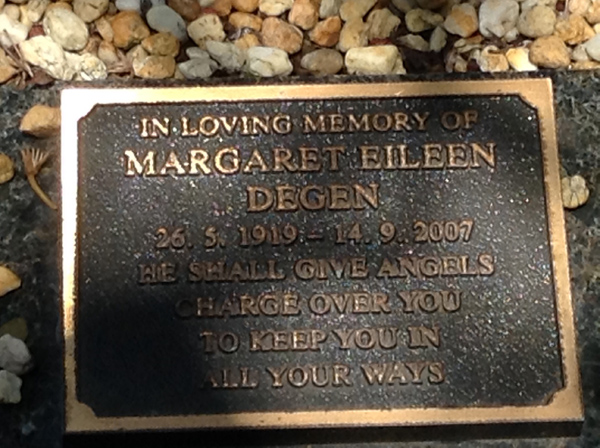 IN LOVING MEMORY OF
MARGARET EILEEN
DEGEN
26. 5. 1919 – 14. 9. 2007
HE SHALL GIVE ANGELS
CHARGE OVER YOU
TO KEEP YOU IN
ALL YOUR WAYS